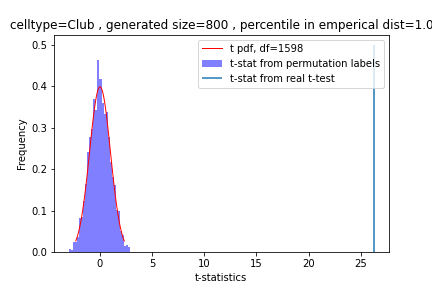 celltype=Club , generated size=800 , percentile in emperical dist=1.0
0.5
0.4
0.3
0.2
0.1
0.0
Frequency
t pdf, df=1598
t-stat from permutation labels
t-stat from real t-test
0 5 10 15 20 25
t-statistics